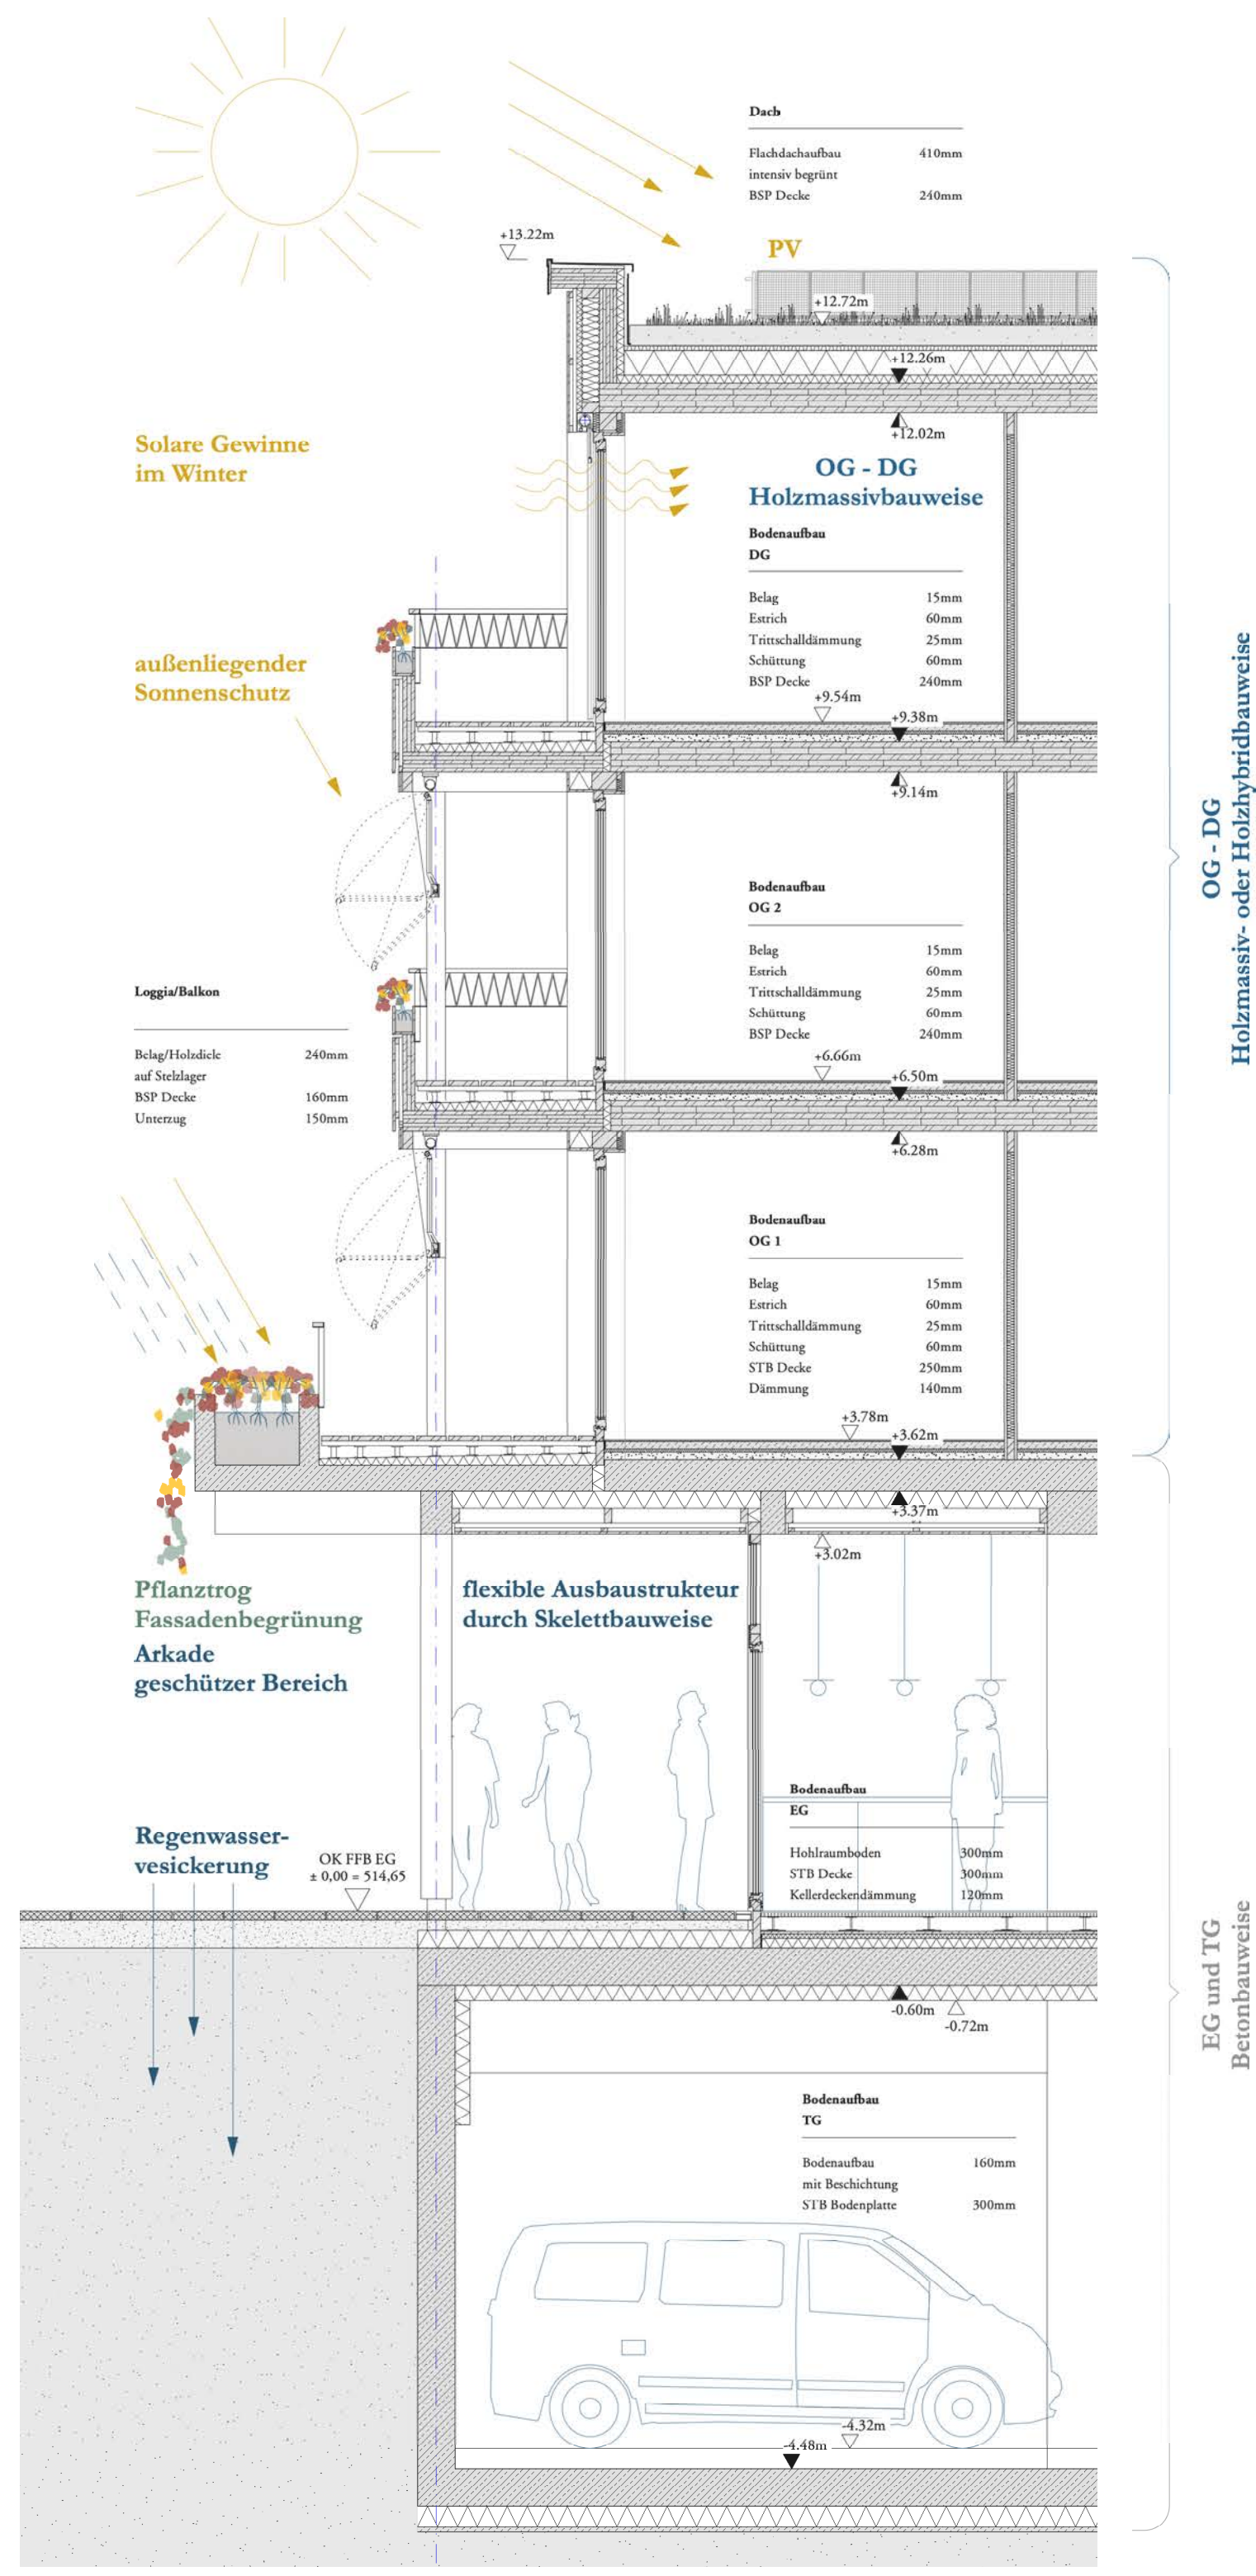 Dach
Flachdachaufbau 410mm
intensiv begrünt
BSP Decke 240mm
+13.22m
PV
+12.72m
+12.26m
+12.02m
Solare Gewinne
im Winter
OG - DG
Holzmassivbauweise
Bodenaufbau
DG
Belag 15mm
Estrich 60mm
Trittschalldämmung 25mm
Schüttung 60mm
BSP Decke 240mm
+9.54m
+9.38m
+9.14m
außenliegender
Sonnenschutz
OG - DG
Holzmassiv- oder Holzhybridbauweise
Bodenaufbau
OG 2
Belag 15mm
Estrich 60mm
Trittschalldämmung 25mm
Schüttung 60mm
BSP Decke 240mm
+6.66m
+6.50m
+6.28m
Loggia/Balkon
Belag/Holzdiele 240mm
auf Stelzlager
BSP Decke 160mm
Unterzug 150mm
Bodenaufbau
OG 1
Belag 15mm
Estrich 60mm
Trittschalldämmung 25mm
Schüttung 60mm
STB Decke 250mm
Dämmung 140mm
+3.78m
+3.62m
+3.37m
+3.02m
Pflanztrog
Fassadenbegrünung
Arkade
geschützer Bereich
flexible Ausbaustrukteur
durch Skelettbauweise
Bodenaufbau
EG
Hohlraumboden 300mm
STB Decke 300mm
Kellerdeckendämmung 120mm
Regenwasser-
vesickerung
OK FFB EG
± 0,00 = 514,65
EG und TG
Betonbauweise
-0.60m
-0.72m
Bodenaufbau
TG
Bodenaufbau 160mm
mit Beschichtung
STB Bodenplatte 300mm
-4.32m
-4.48m